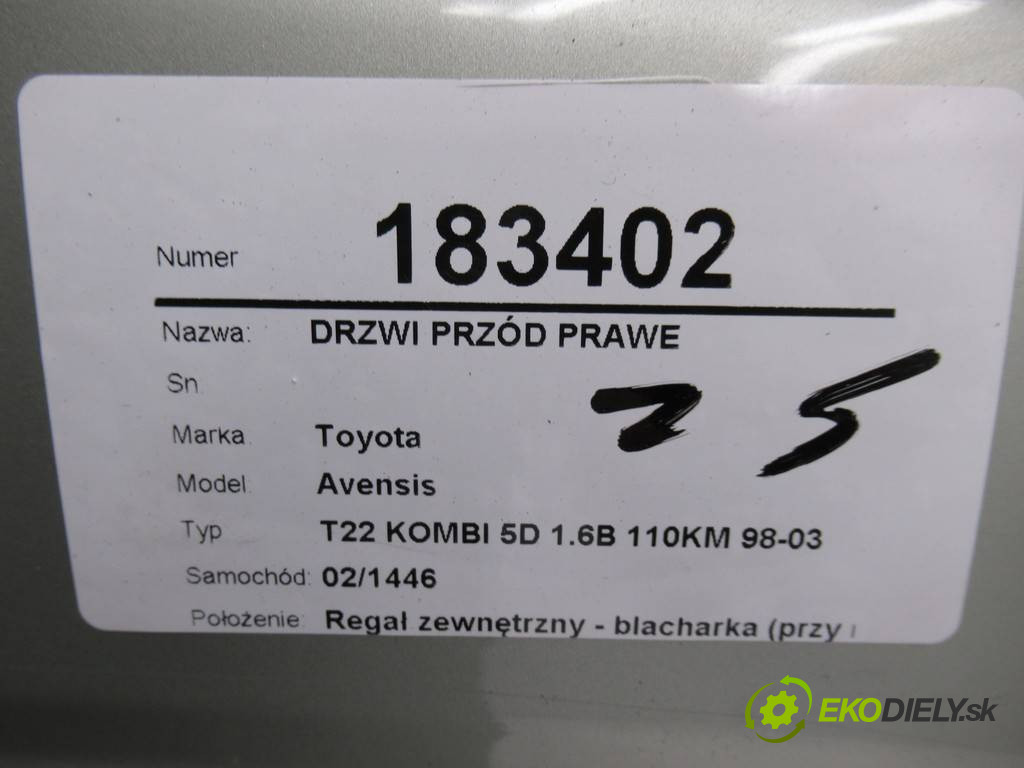 Numer 183402
Nazwa: DRZWI PRZÓD PRAWE
Sn
25
Marka Toyota
Model Avensis
Typ T22 KOMBI 5D 1.6B 110KM 98-03
Samochód: 02/1446
Położenie: Regał zewnętrzny - blacharka (przy
EKODIELY.sk